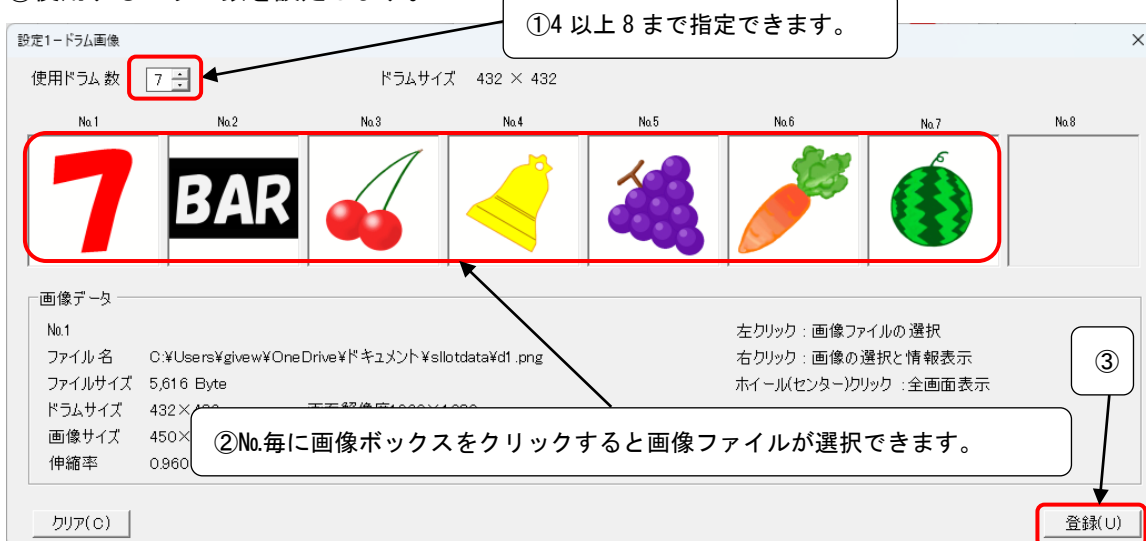 ①4 以上 8 まで指定できます。
設定1-ドラム画像
×
使用ドラム数 7
ドラムサイズ 432 × 432
No.1 No.2 No.3 No.4 No.5 No.6 No.7 No.8
7 BAR
画像データ
No.1
ファイル名 C:¥Users¥givew¥OneDrive¥ドキュメント¥sllotdata¥d1.png
ファイルサイズ 5,616 Byte
ドラムサイズ 432×
画像サイズ 450×
伸縮率 0.960
左クリック:画像ファイルの選択
右クリック:画像の選択と情報表示
ホイール(センター)クリック:全画面表示
③
②№毎に画像ボックスをクリックすると画像ファイルが選択できます。
クリア(C)
登録(U)